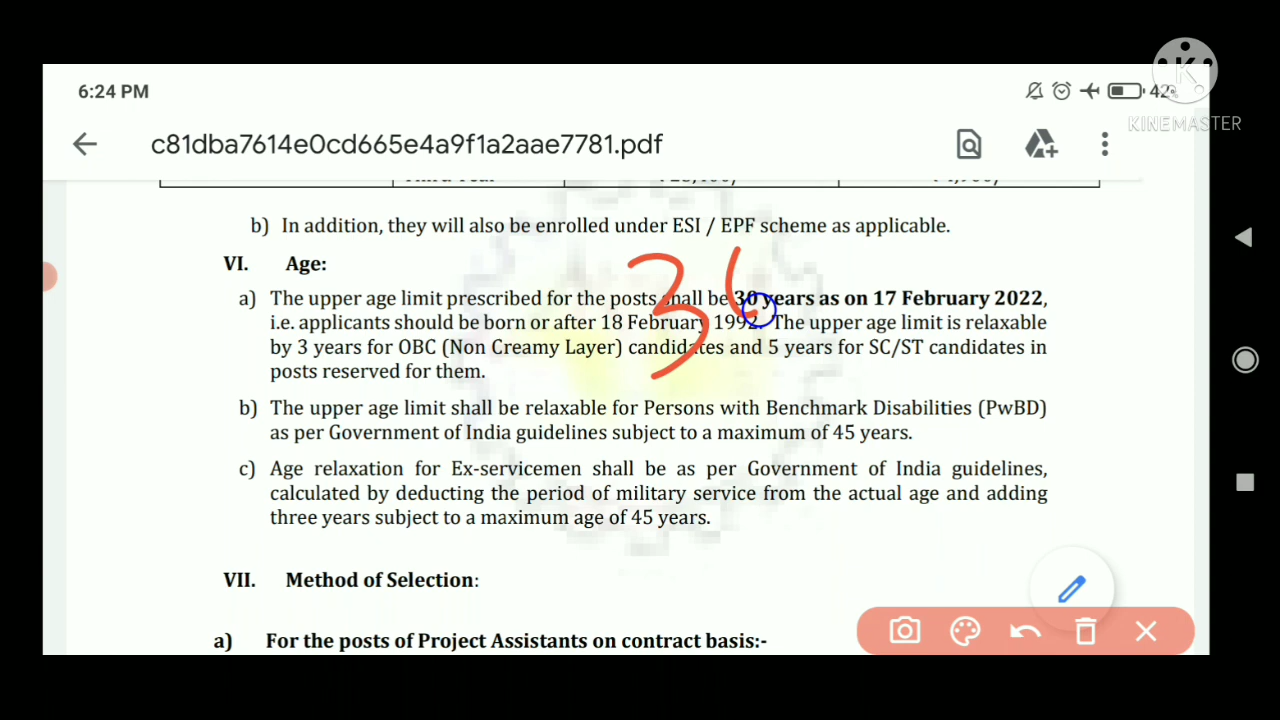 6:24 PM
42
KINEMASTER
c81dba7614e0cd665e4a9f1a2aae7781.pdf
b) In addition, they will also be enrolled under ESI / EPF scheme as applicable.
VI. Age:
a) The upper age limit prescribed for the posts shall be 30 years as on 17 February 2022,
i.e. applicants should be born or after 18 February 1992. The upper age limit is relaxable
by 3 years for OBC (Non Creamy Layer) candidates and 5 years for SC/ST candidates in
posts reserved for them.
b) The upper age limit shall be relaxable for Persons with Benchmark Disabilities (PwBD)
as per Government of India guidelines subject to a maximum of 45 years.
c) Age relaxation for Ex-servicemen shall be as per Government of India guidelines,
calculated by deducting the period of military service from the actual age and adding
three years subject to a maximum age of 45 years.
VII. Method of Selection:
a) For the posts of Project Assistants on contract basis:-